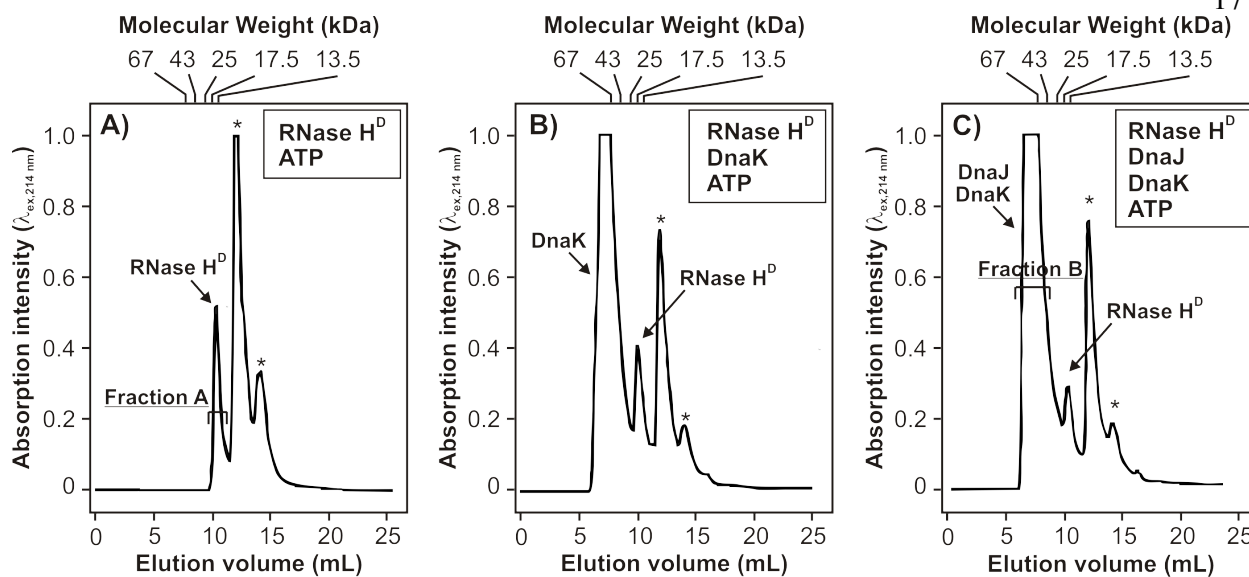 17
Molecular Weight (kDa)
67 43 25 17.5 13.5
A)
*
RNase H^D
ATP
1.0
0.8
0.6
0.4
0.2
0
Absorption intensity (λex,214 nm)
RNase H^D
*
Fraction A
0 5 10 15 20 25
Elution volume (mL)
Molecular Weight (kDa)
67 43 25 17.5 13.5
B)
RNase H^D
DnaK
ATP
1.0
0.8
0.6
0.4
0.2
0
Absorption intensity (λex,214 nm)
*
DnaK
RNase H^D
*
0 5 10 15 20 25
Elution volume (mL)
Molecular Weight (kDa)
67 43 25 17.5 13.5
C)
RNase H^D
DnaJ
DnaK
ATP
1.0
0.8
0.6
0.4
0.2
0
Absorption intensity (λex,214 nm)
DnaJ
DnaK
*
Fraction B
RNase H^D
*
0 5 10 15 20 25
Elution volume (mL)